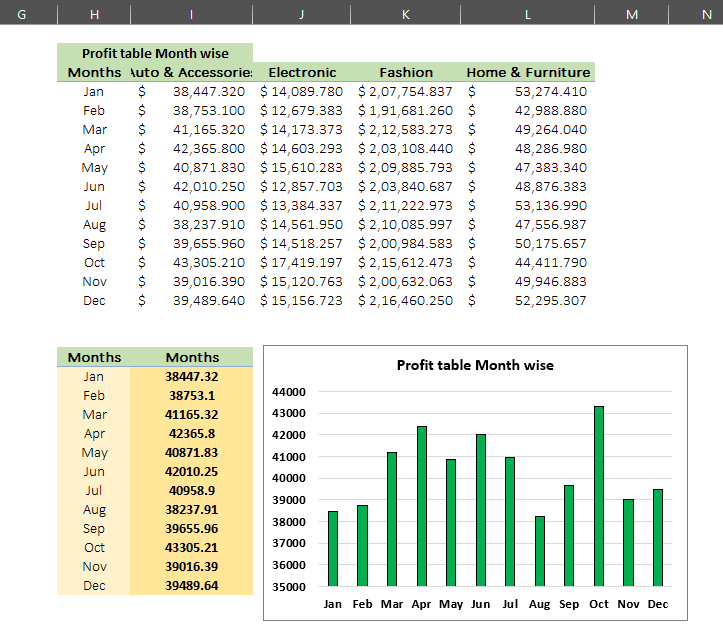 G H I J K L M N
Profit table Month wise
Months Auto & Accessories Electronic Fashion Home & Furniture
Jan $ 38,447.320 $ 14,089.780 $ 2,07,754.837 $ 53,274.410
Feb $ 38,753.100 $ 12,679.383 $ 1,91,681.260 $ 42,988.880
Mar $ 41,165.320 $ 14,173.373 $ 2,12,583.273 $ 49,264.040
Apr $ 42,365.800 $ 14,603.293 $ 2,03,108.440 $ 48,286.980
May $ 40,871.830 $ 15,610.283 $ 2,09,885.793 $ 47,383.340
Jun $ 42,010.250 $ 12,857.703 $ 2,03,840.687 $ 48,876.383
Jul $ 40,958.900 $ 13,384.337 $ 2,11,222.973 $ 53,136.990
Aug $ 38,237.910 $ 14,561.950 $ 2,10,085.997 $ 47,556.987
Sep $ 39,655.960 $ 14,518.257 $ 2,00,984.583 $ 50,175.657
Oct $ 43,305.210 $ 17,419.197 $ 2,15,612.473 $ 44,411.790
Nov $ 39,016.390 $ 15,120.763 $ 2,00,632.063 $ 49,946.883
Dec $ 39,489.640 $ 15,156.723 $ 2,16,460.250 $ 52,295.307
Months Months
Jan 38447.32
Feb 38753.1
Mar 41165.32
Apr 42365.8
May 40871.83
Jun 42010.25
Jul 40958.9
Aug 38237.91
Sep 39655.96
Oct 43305.21
Nov 39016.39
Dec 39489.64
Profit table Month wise
44000
43000
42000
41000
40000
39000
38000
37000
36000
35000
Jan Feb Mar Apr May Jun Jul Aug Sep Oct Nov Dec